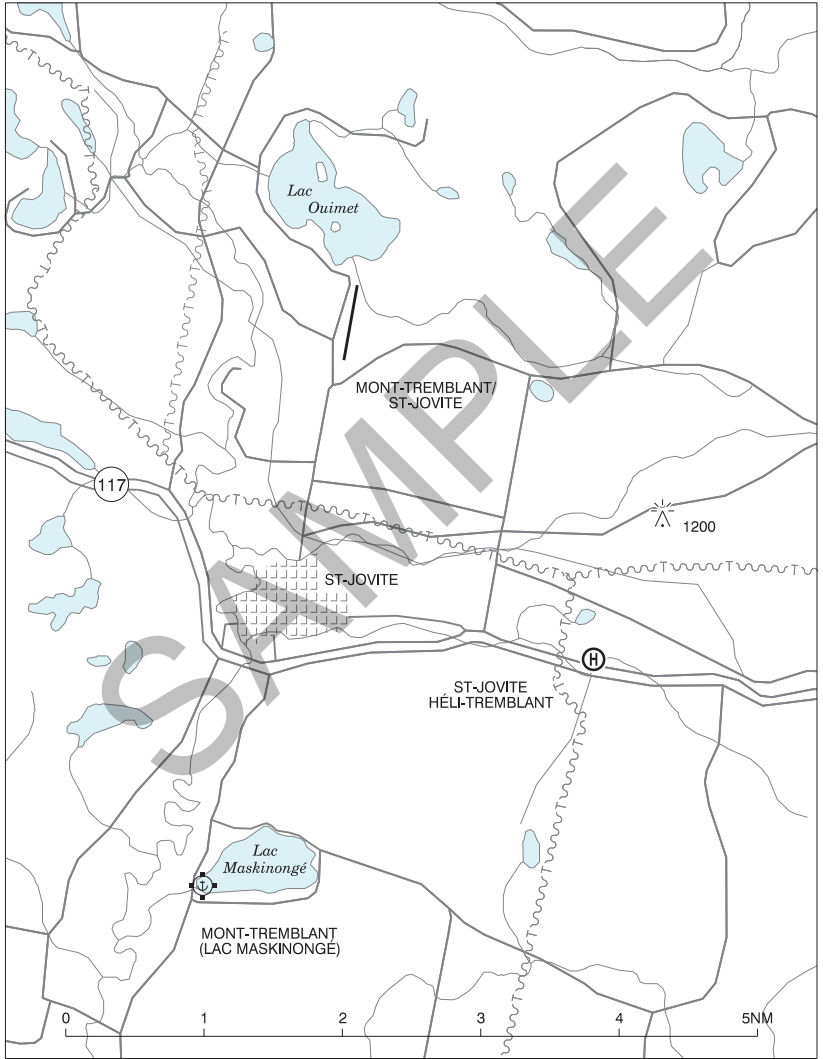 Lac
Ouimet
MONT-TREMBLANT/
ST-JOVITE
117
1200
ST-JOVITE
H
ST-JOVITE
HÉLI-TREMBLANT
Lac
Maskinongé
MONT-TREMBLANT
(LAC MASKINONGÉ)
0 1 2 3 4 5NM
SAMPLE